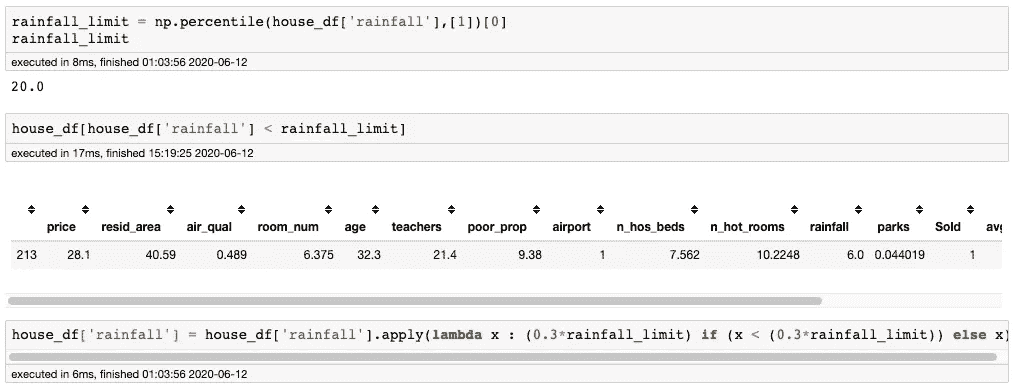 rainfall_limit = np.percentile(house_df['rainfall'],[1])[0]
rainfall_limit
executed in 8ms, finished 01:03:56 2020-06-12
20.0
house_df[house_df['rainfall'] < rainfall_limit]
executed in 17ms, finished 15:19:25 2020-06-12
price resid_area air_qual room_num age teachers poor_prop airport n_hos_beds n_hot_rooms rainfall parks Sold avg
213 28.1 40.59 0.489 6.375 32.3 21.4 9.38 1 7.562 10.2248 6.0 0.044019 1
house_df['rainfall'] = house_df['rainfall'].apply(lambda x : (0.3*rainfall_limit) if (x < (0.3*rainfall_limit)) else x)
executed in 6ms, finished 01:03:56 2020-06-12